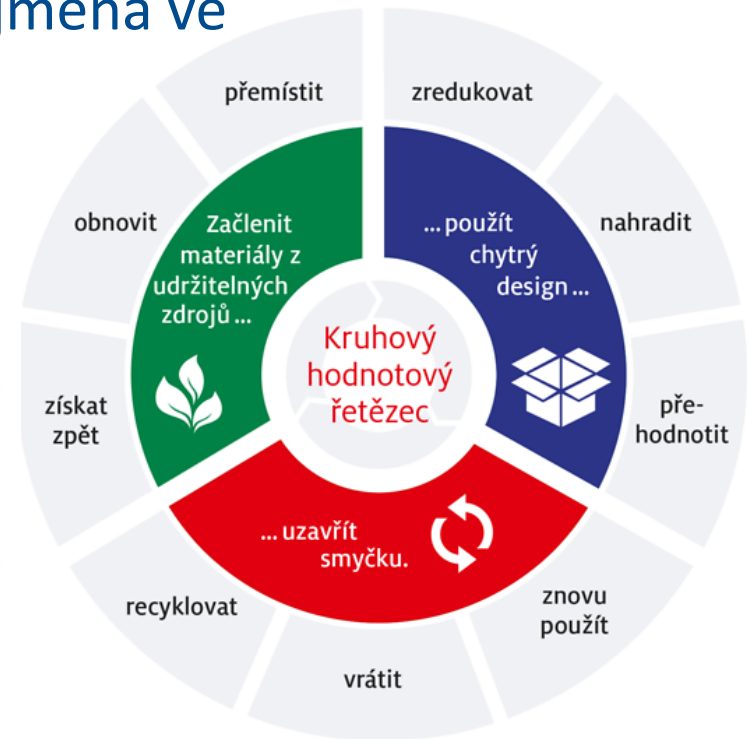 jmena ve
přemístit
zredukovat
obnovit
Začlenit
materiály z
udržitelných
zdrojů ...
... použít
chytrý
design ...
nahradit
Kruhový
hodnotový
řetězec
získat
zpět
pře-
hodnotit
... uzavřít
smyčku.
recyklovat
znovu
použít
vrátit